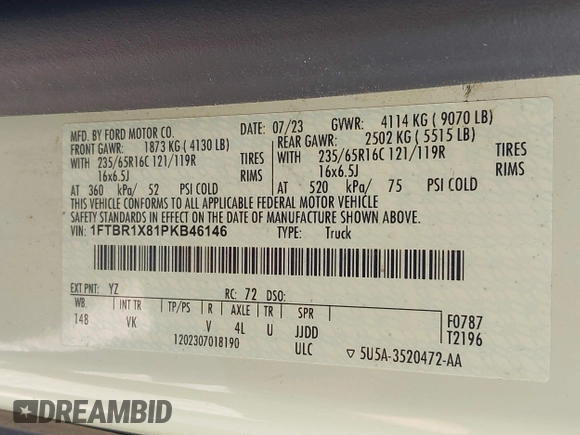 MFD. BY FORD MOTOR CO.
DATE: 07/23 GVWR: 4114 KG ( 9070 LB)
FRONT GAWR: 1873 KG ( 4130 LB)
REAR GAWR: 2502 KG ( 5515 LB)
WITH 235/65R16C 121/119R TIRES
WITH 235/65R16C 121/119R TIRES
16x6.5J RIMS
16x6.5J RIMS
AT 360 kPa/ 52 PSI COLD
AT 520 kPa/ 75 PSI COLD
THIS VEHICLE CONFORMS TO ALL APPLICABLE FEDERAL MOTOR VEHICLE
SAFETY STANDARDS IN EFFECT ON THE DATE OF MANUFACTURE SHOWN ABOVE.
VIN: 1FTBR1X81PKB46146 TYPE: Truck
EXT PNT: YZ RC: 72 DSO:
WB INT TR TP/PS R AXLE TR SPR
148 VK V 4L U JJDD
F0787
T2196
1202307018190 ULC ▽ 5U5A-3520472-AA
DREAMBID